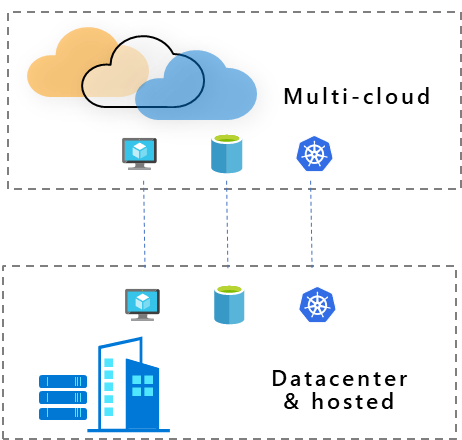 Multi-cloud
Datacenter
& hosted